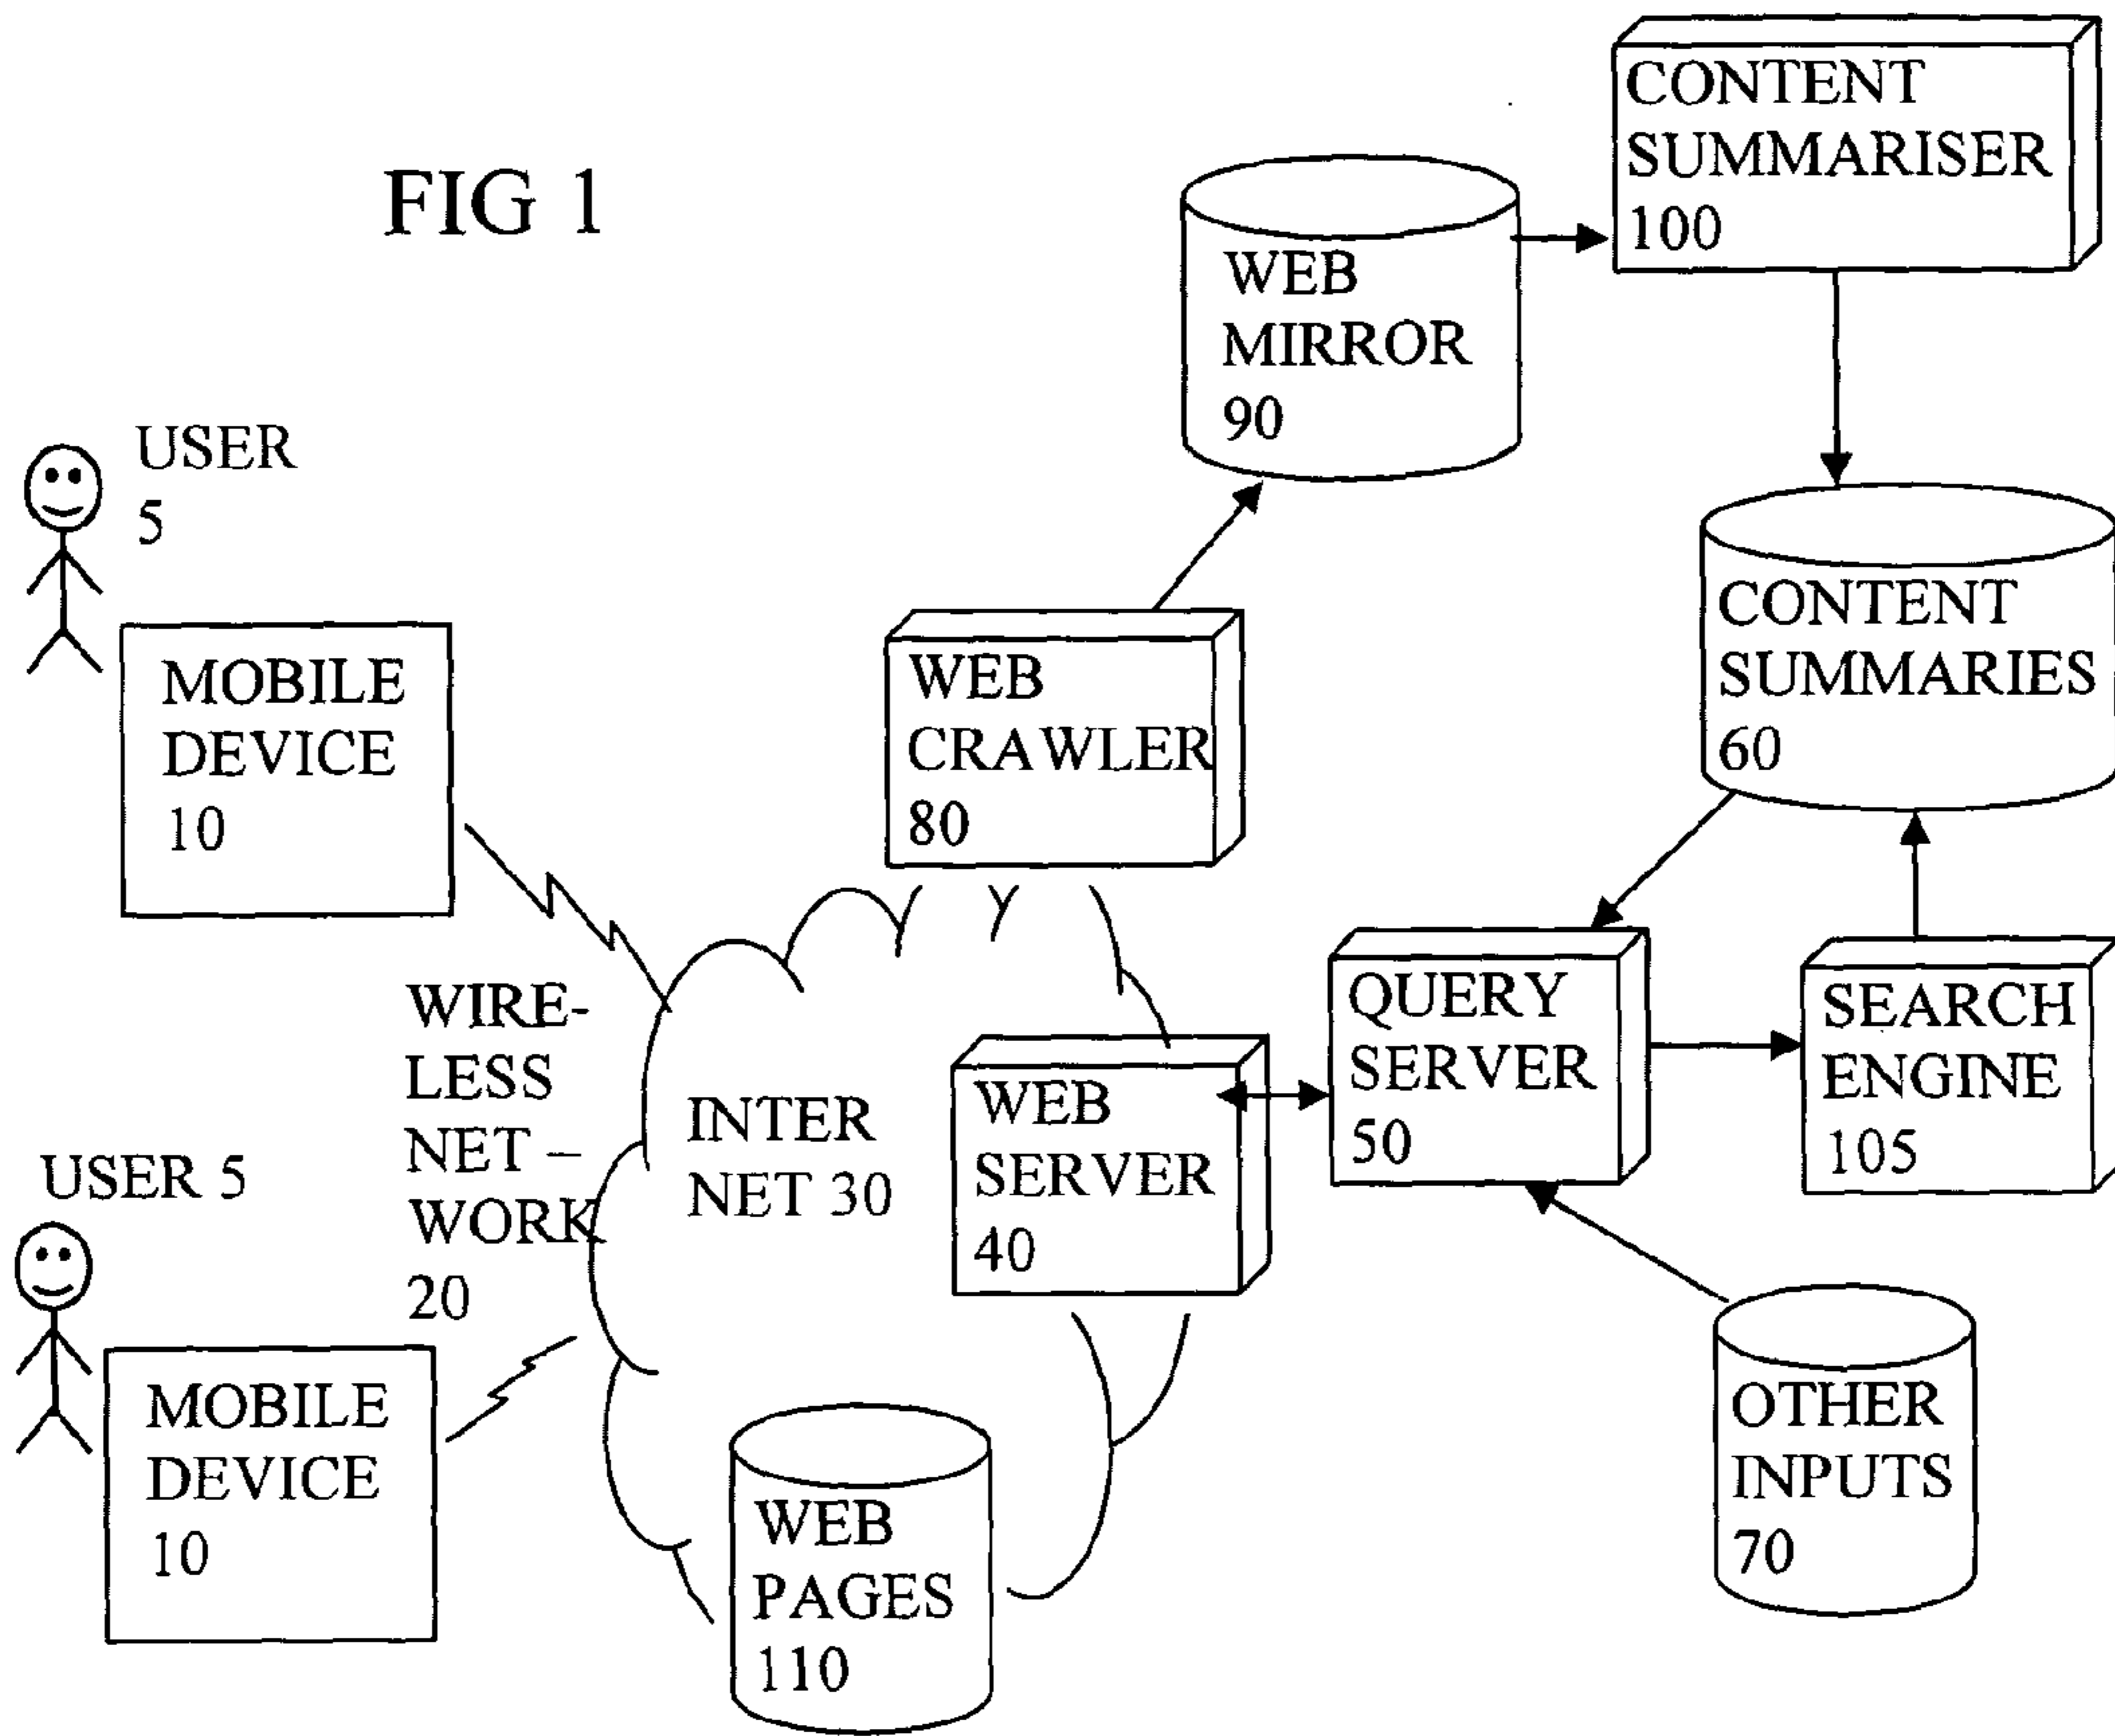 FIG 1
CONTENT
SUMMARISER
100
WEB
MIRROR
90
USER
5
MOBILE
DEVICE
10
WEB
CRAWLER
80
CONTENT
SUMMARIES
60
WIRE-
LESS
NET –
WORK
20
INTER
NET 30
WEB
SERVER
40
QUERY
SERVER
50
SEARCH
ENGINE
105
USER 5
MOBILE
DEVICE
10
WEB
PAGES
110
OTHER
INPUTS
70